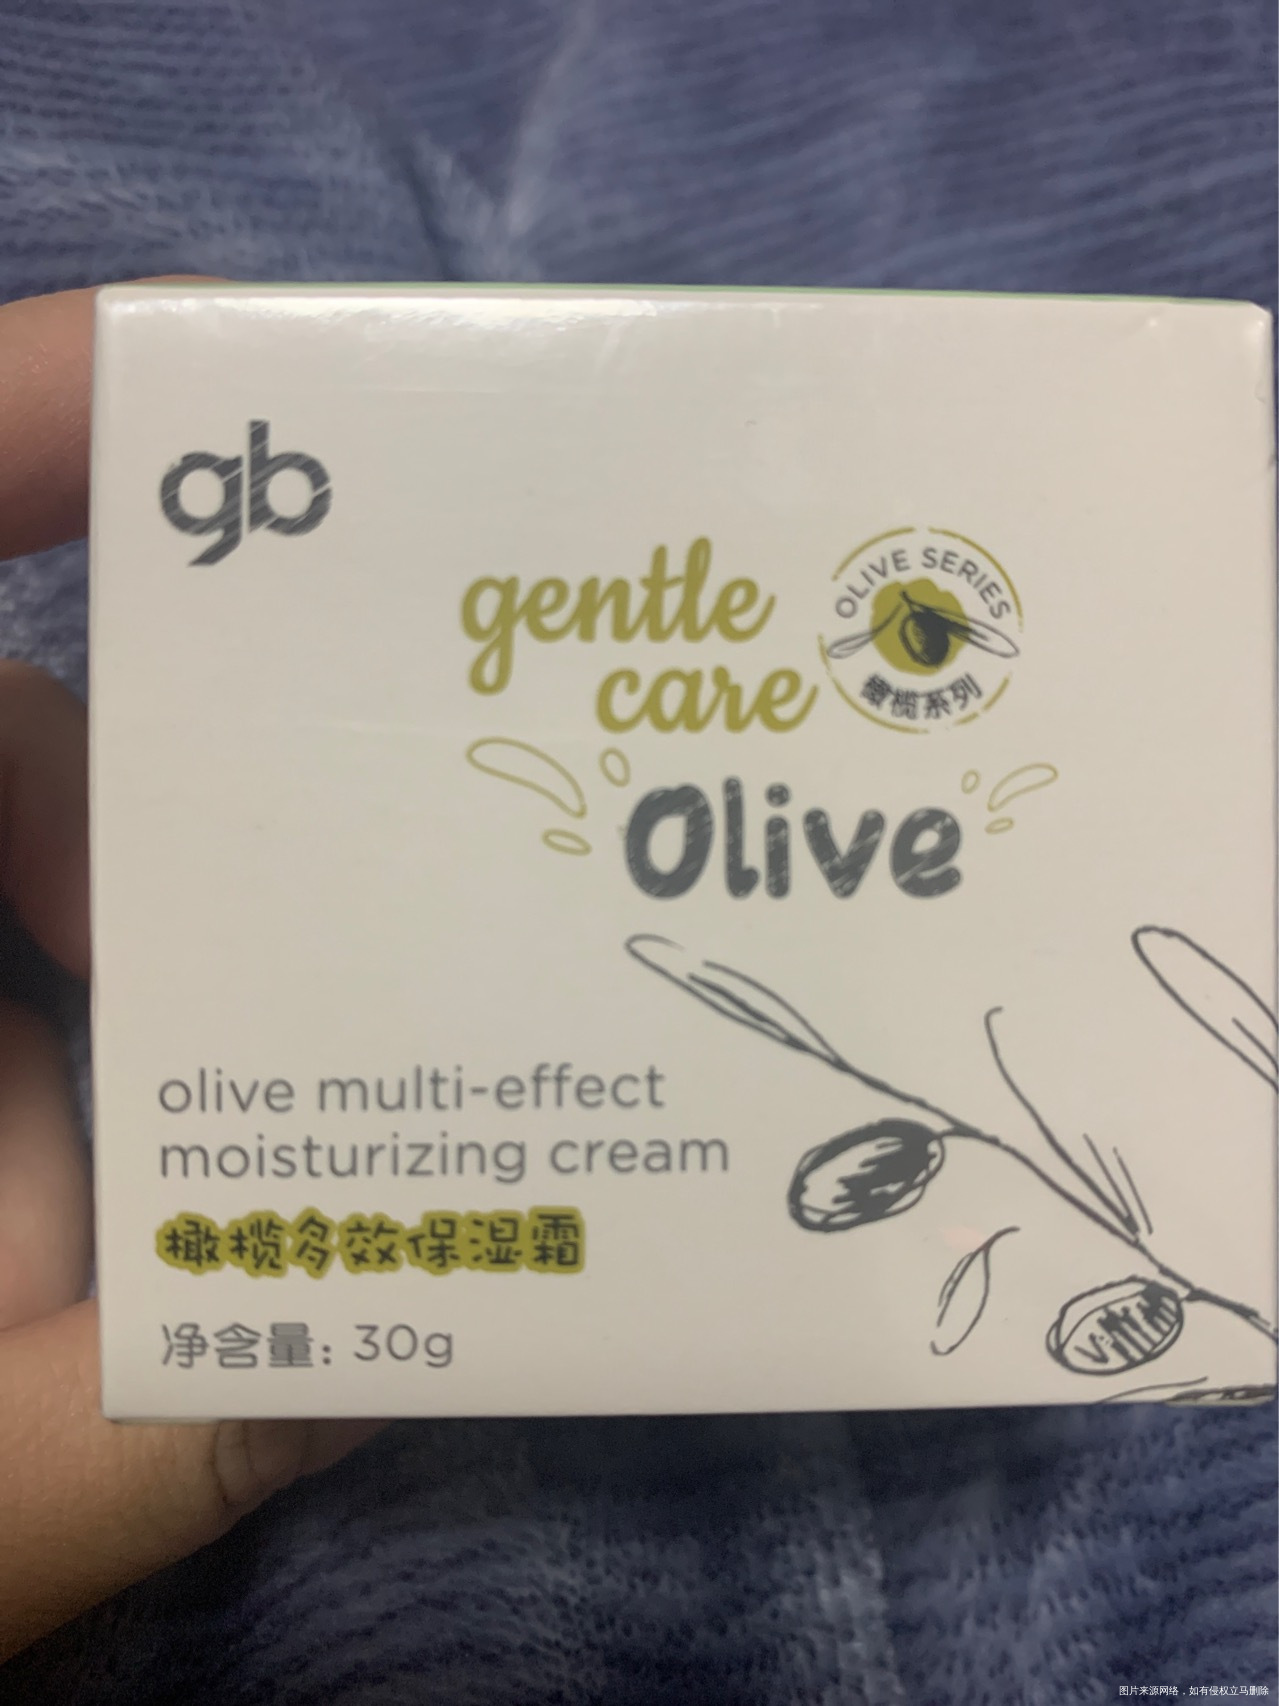 gb
gentle
care
OLIVE SERIES
橄榄系列
Olive
olive multi-effect
moisturizing cream
橄榄多效保湿霜
净含量: 30g
图片来源网络，如有侵权立马删除